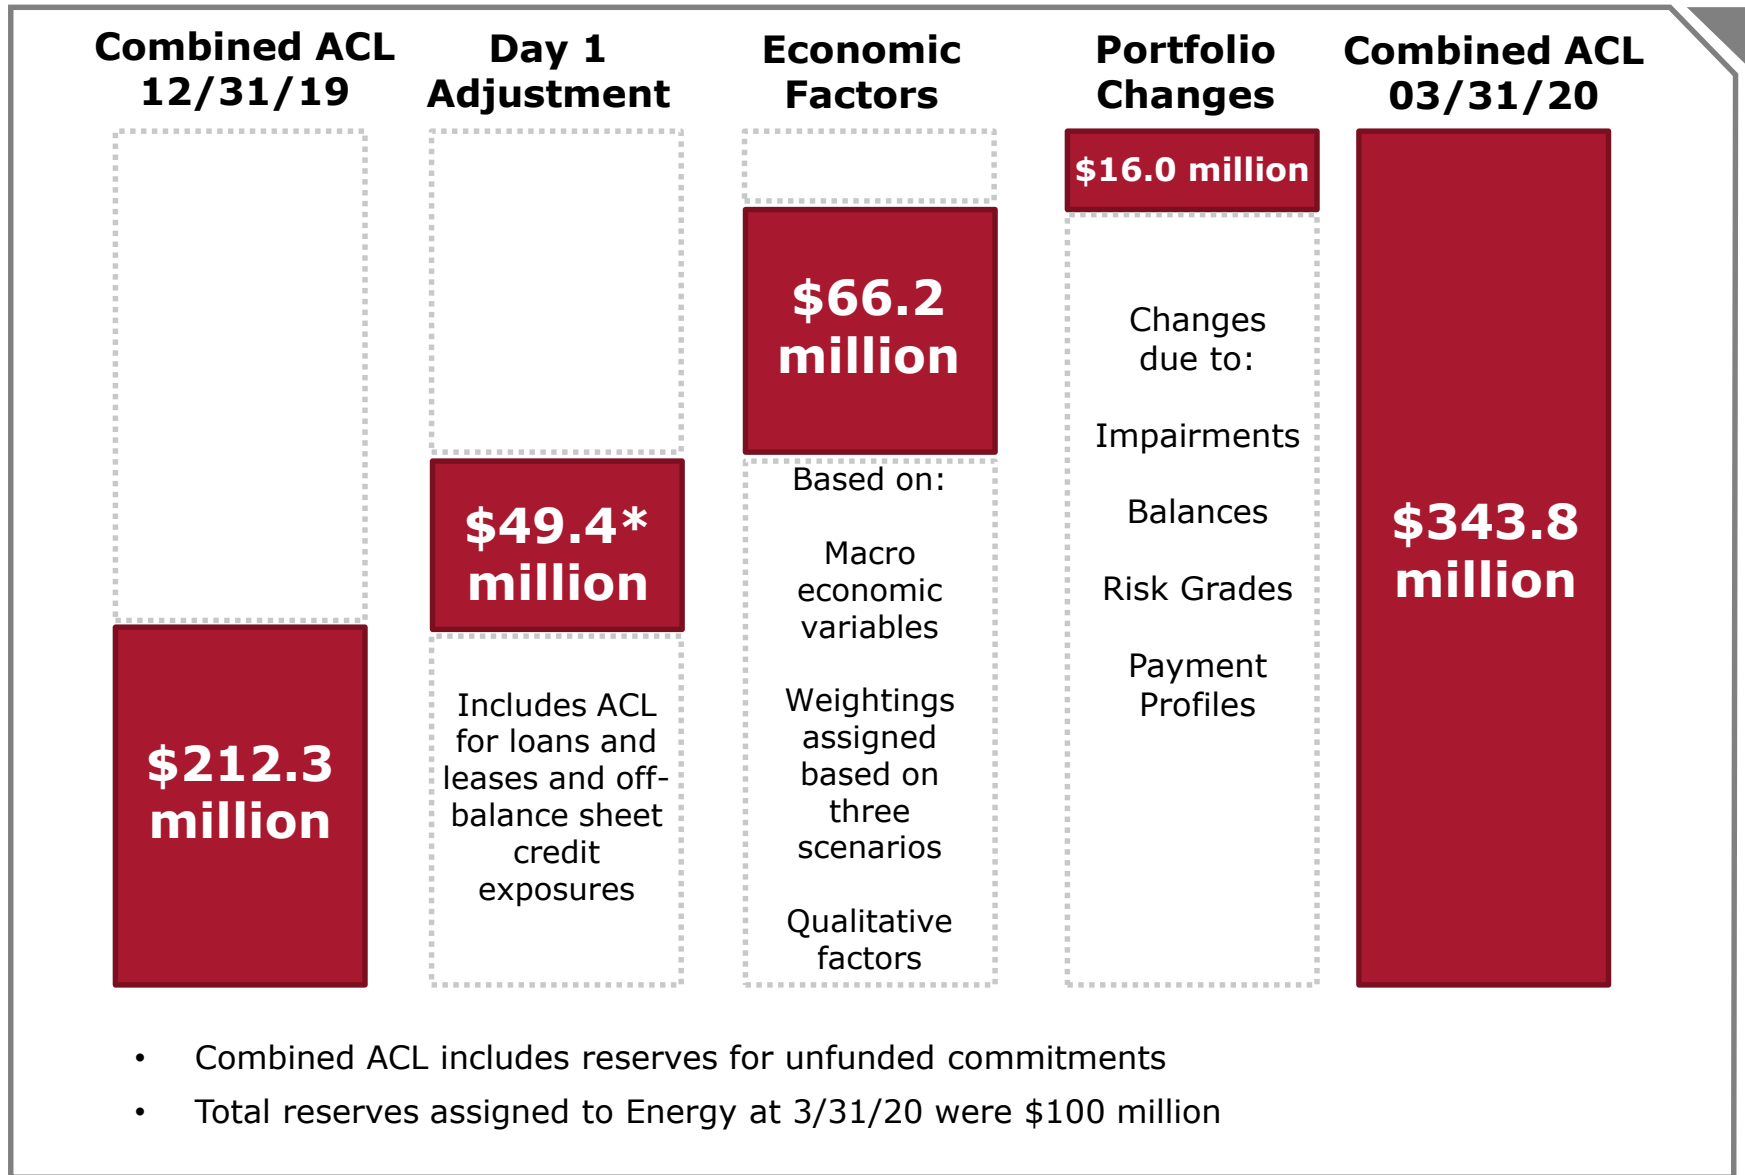 Combined ACL
12/31/19
Day 1
Adjustment
Economic
Factors
Portfolio
Changes
Combined ACL
03/31/20
$212.3
million
$49.4*
million
Includes ACL
for loans and
leases and off-
balance sheet
credit
exposures
$66.2
million
Based on:
Macro
economic
variables
Weightings
assigned
based on
three
scenarios
Qualitative
factors
$16.0 million
Changes
due to:
Impairments
Balances
Risk Grades
Payment
Profiles
$343.8
million
• Combined ACL includes reserves for unfunded commitments
• Total reserves assigned to Energy at 3/31/20 were $100 million